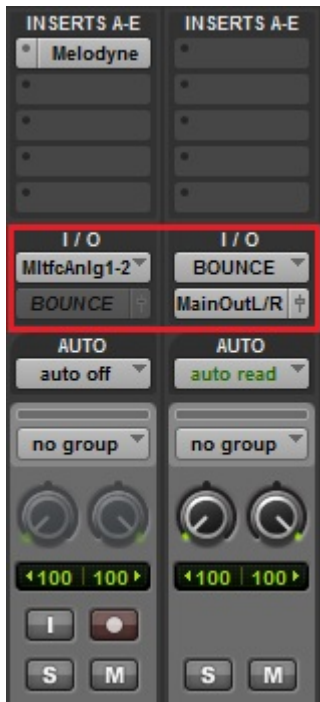 INSERTS A-E
Melodyne
I / O
MltfcAnlg1-2
BOUNCE
AUTO
auto off
no group
100 100
I
S M
INSERTS A-E
I / O
BOUNCE
MainOutL/R
AUTO
auto read
no group
100 100
S M